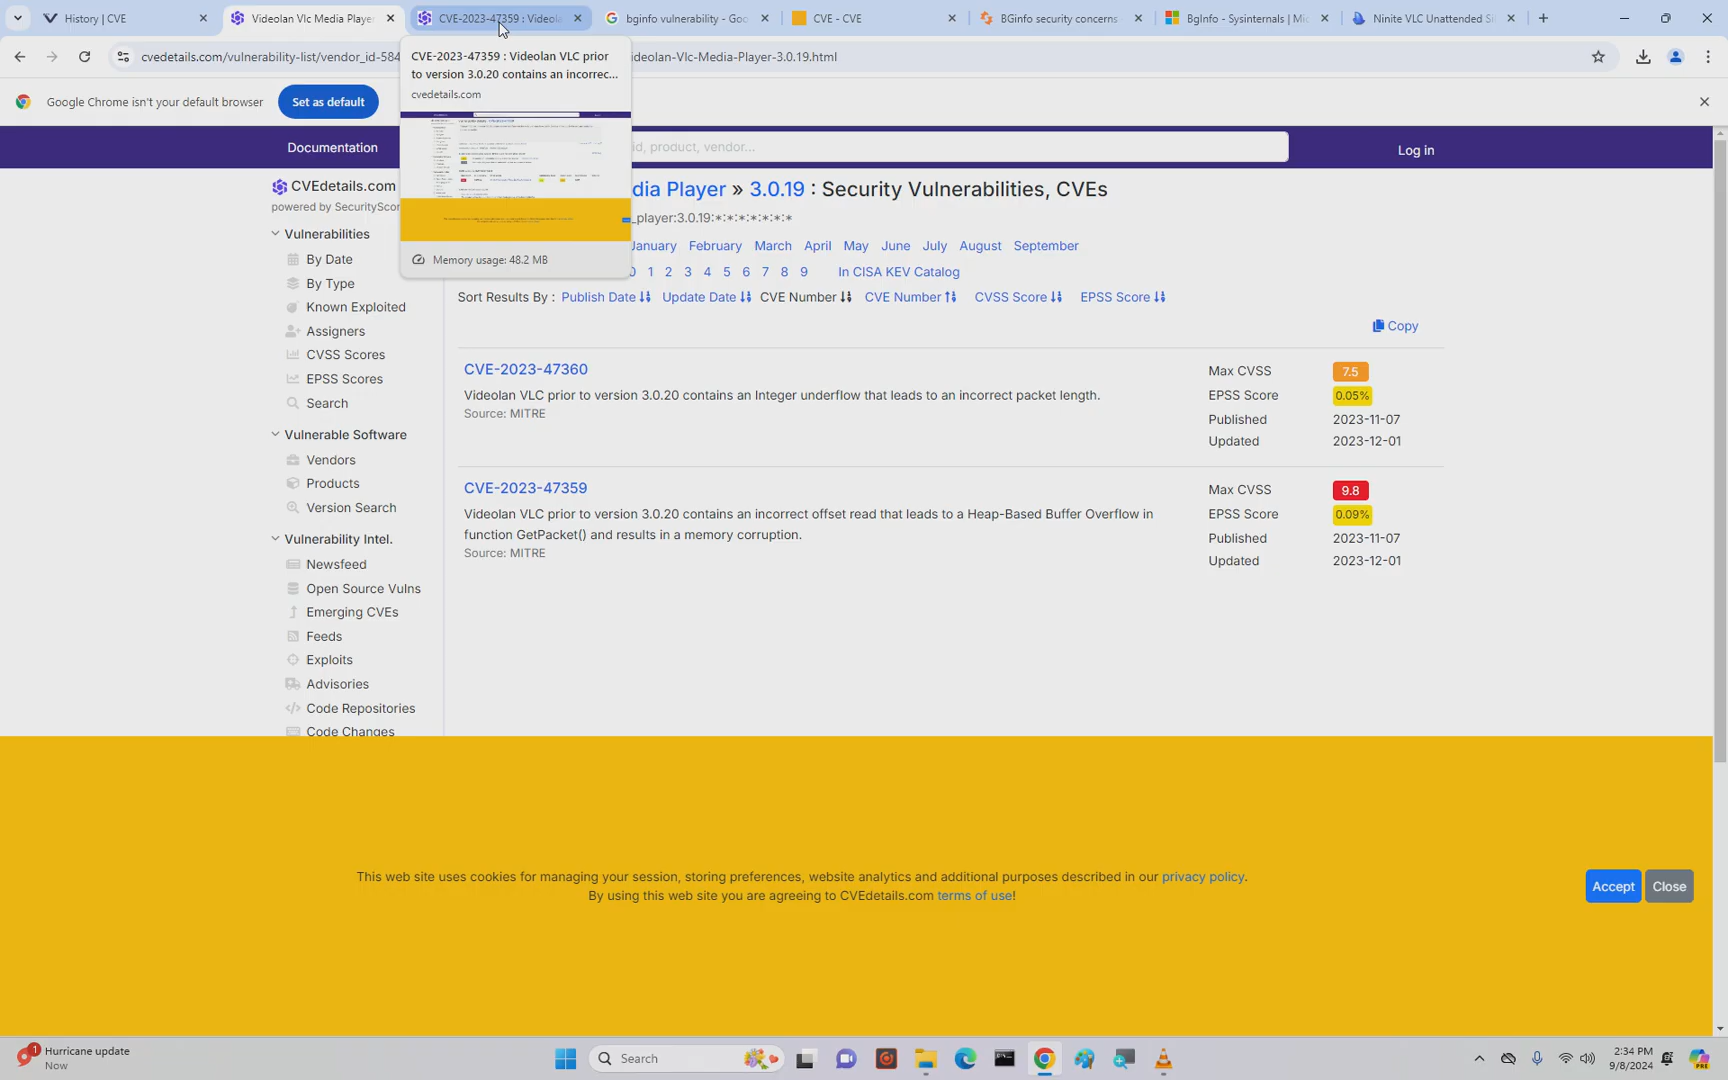 History | CVE
Videolan Vlc Media Player
CVE-2023-47359 : Videol
bginfo vulnerability - Goo
CVE - CVE
BGinfo security concerns
BgInfo - Sysinternals | Mi
Ninite VLC Unattended Si
cvedetails.com/vulnerability-list/vendor_id-584
ideolan-Vlc-Media-Player-3.0.19.html
CVE-2023-47359 : Videolan VLC prior
to version 3.0.20 contains an incorrec...
cvedetails.com
Memory usage: 48.2 MB
Google Chrome isn't your default browser
Set as default
Documentation
id, product, vendor...
Log in
CVEdetails.com
powered by SecurityScor
dia Player » 3.0.19 : Security Vulnerabilities, CVEs
_player:3.0.19:*:*:*:*:*:*:*
January February March April May June July August September
0 1 2 3 4 5 6 7 8 9 In CISA KEV Catalog
Sort Results By : Publish Date Update Date CVE Number CVE Number CVSS Score EPSS Score
Copy
Vulnerabilities
By Date
By Type
Known Exploited
Assigners
CVSS Scores
EPSS Scores
Search
Vulnerable Software
Vendors
Products
Version Search
Vulnerability Intel.
Newsfeed
Open Source Vulns
Emerging CVEs
Feeds
Exploits
Advisories
Code Repositories
Code Changes
CVE-2023-47360
Videolan VLC prior to version 3.0.20 contains an Integer underflow that leads to an incorrect packet length.
Source: MITRE
Max CVSS 7.5
EPSS Score 0.05%
Published 2023-11-07
Updated 2023-12-01
CVE-2023-47359
Videolan VLC prior to version 3.0.20 contains an incorrect offset read that leads to a Heap-Based Buffer Overflow in
function GetPacket() and results in a memory corruption.
Source: MITRE
Max CVSS 9.8
EPSS Score 0.09%
Published 2023-11-07
Updated 2023-12-01
This web site uses cookies for managing your session, storing preferences, website analytics and additional purposes described in our privacy policy.
By using this web site you are agreeing to CVEdetails.com terms of use!
Accept
Close
1
Hurricane update
Now
Search
2:34 PM
9/8/2024
PRE